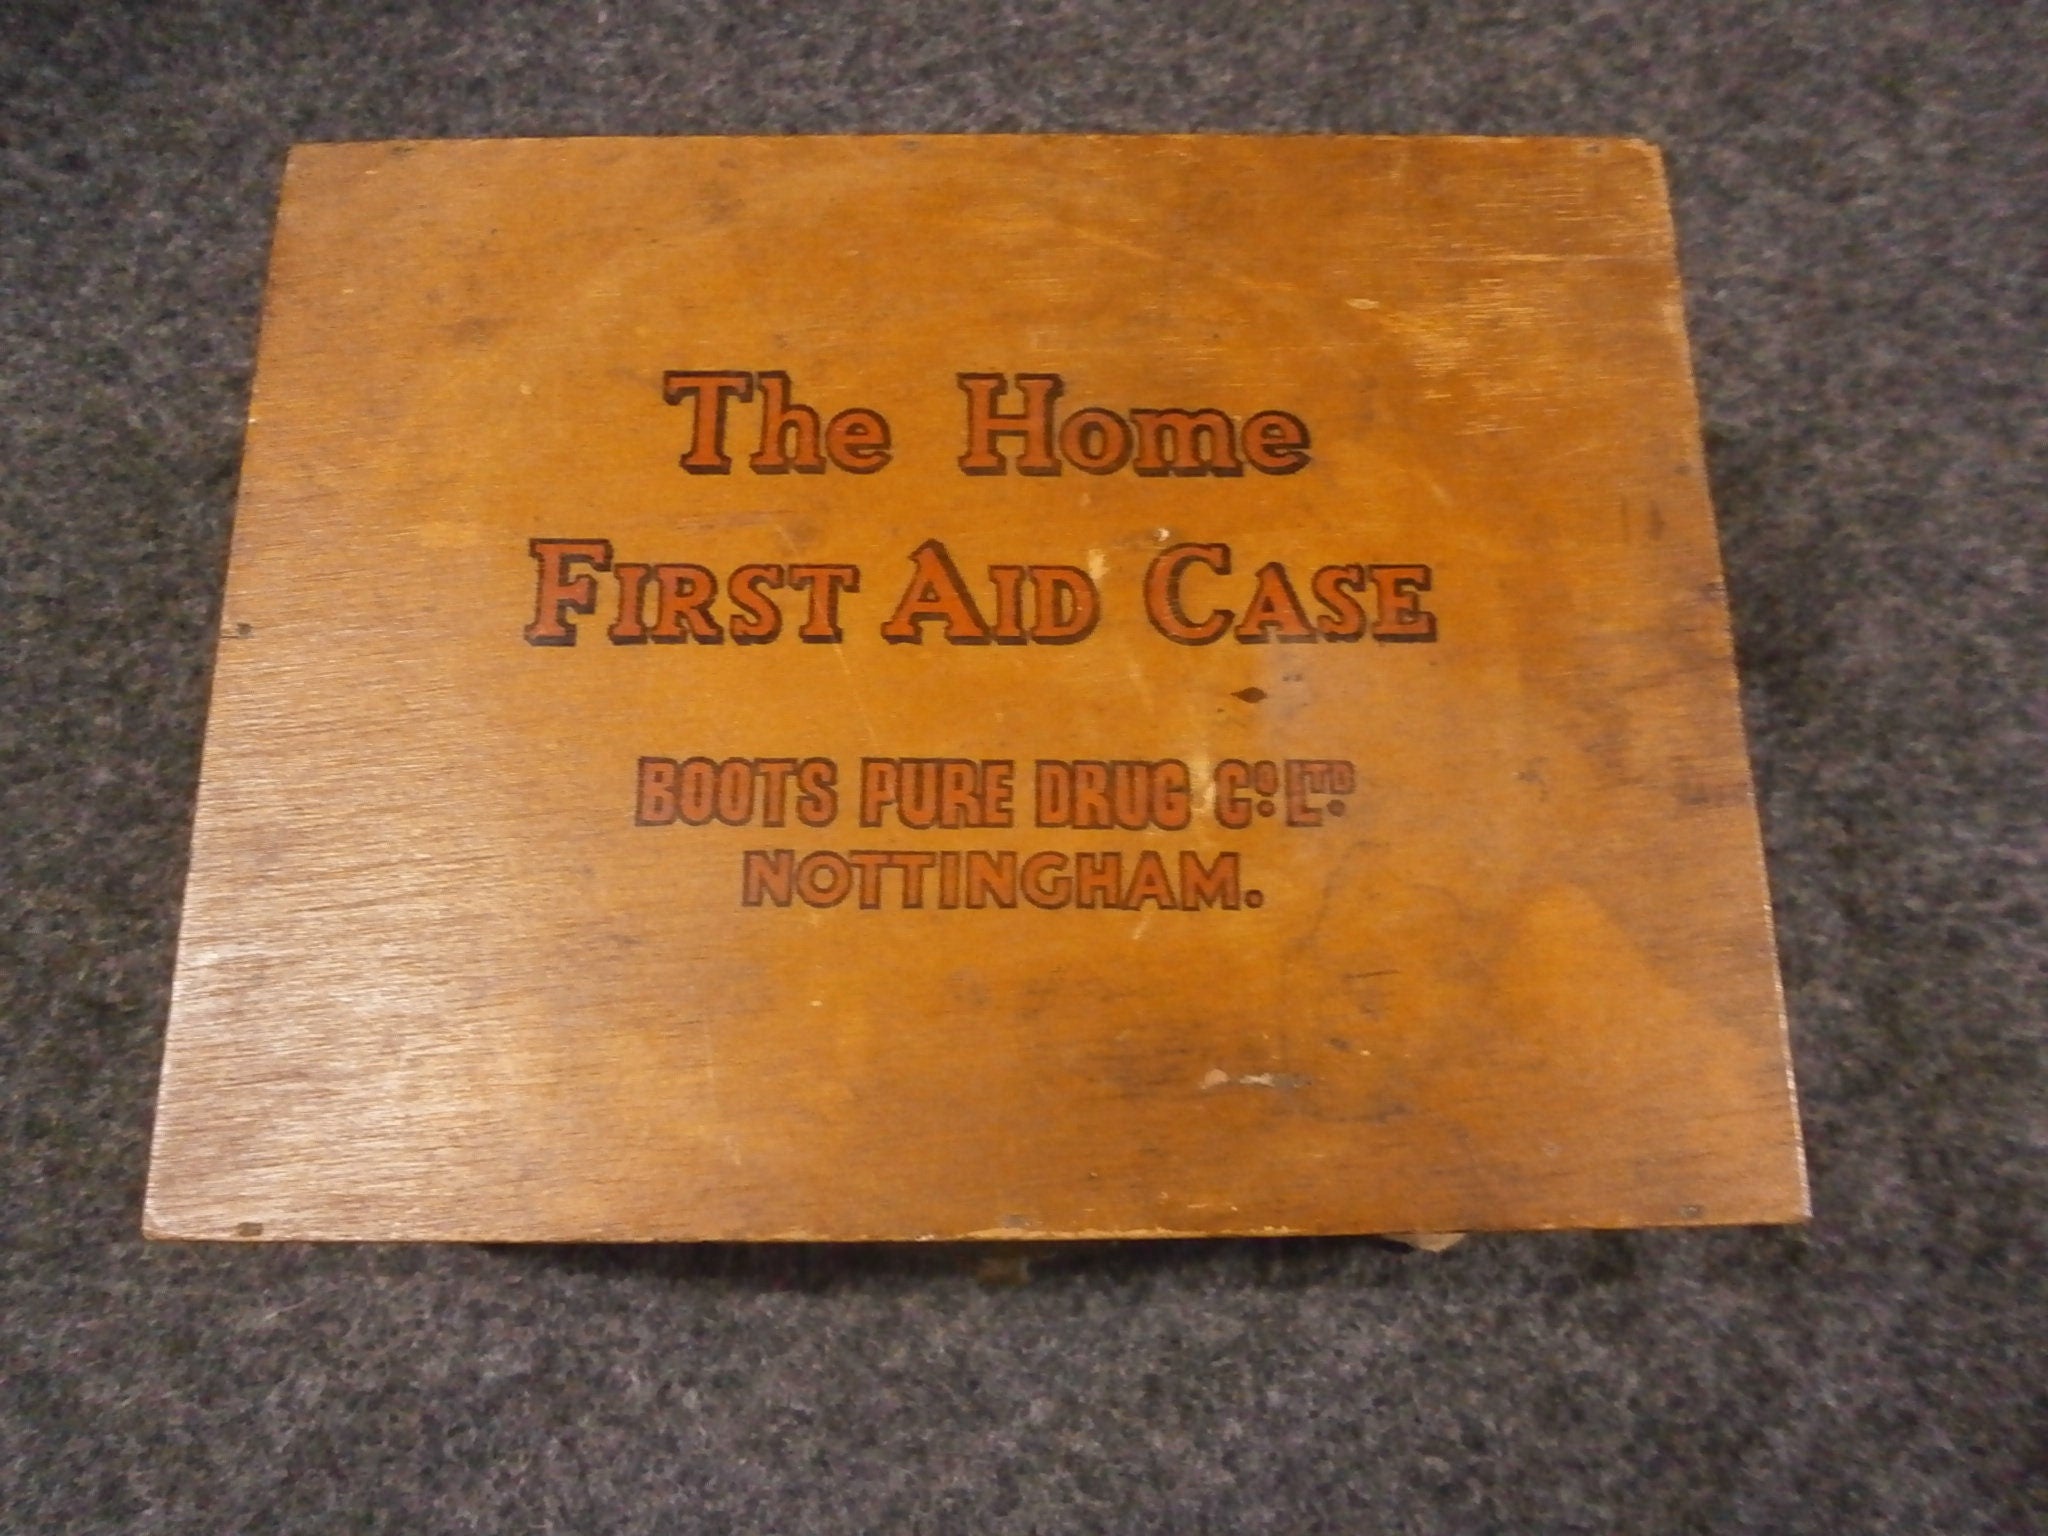 The Home
FIRST AID CASE
BOOTS PURE DRUG CO. LTD.
NOTTINGHAM.